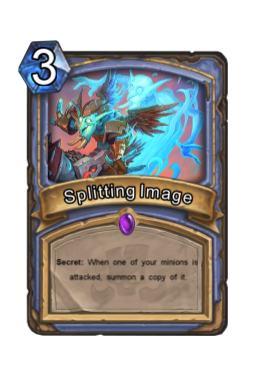 3
Splitting Image
Secret: When one of your minions is
attacked, summon a copy of it.